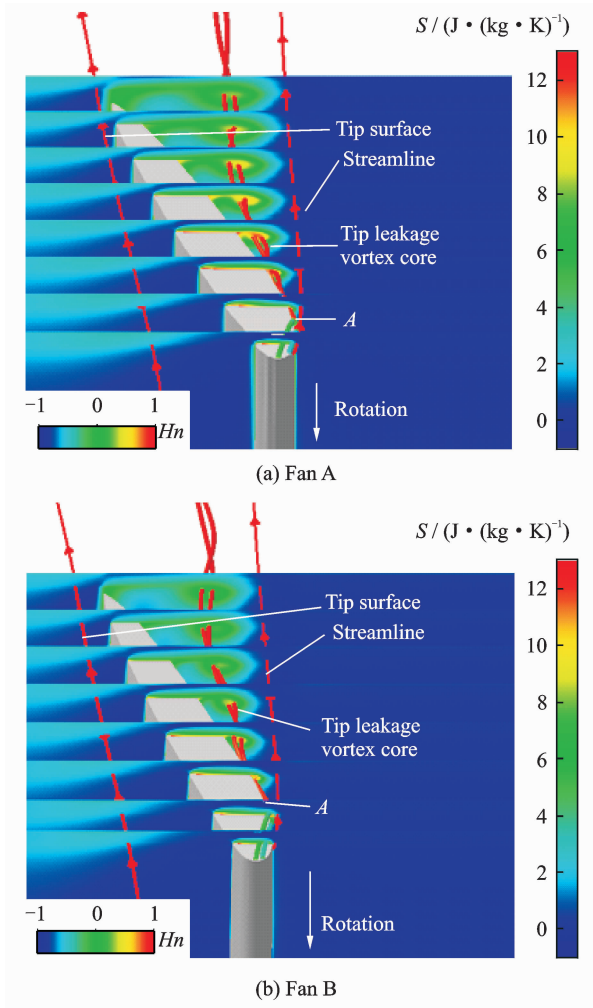 S / (J・(kg・K)⁻¹
12
10
8
6
4
2
0
Tip surface
Streamline
Tip leakage
vortex core
A
Rotation
−1 0 1
Hn
(a) Fan A
S / (J・(kg・K)⁻¹
12
10
8
6
4
2
0
Tip surface
Streamline
Tip leakage
vortex core
A
Rotation
−1 0 1
Hn
(b) Fan B